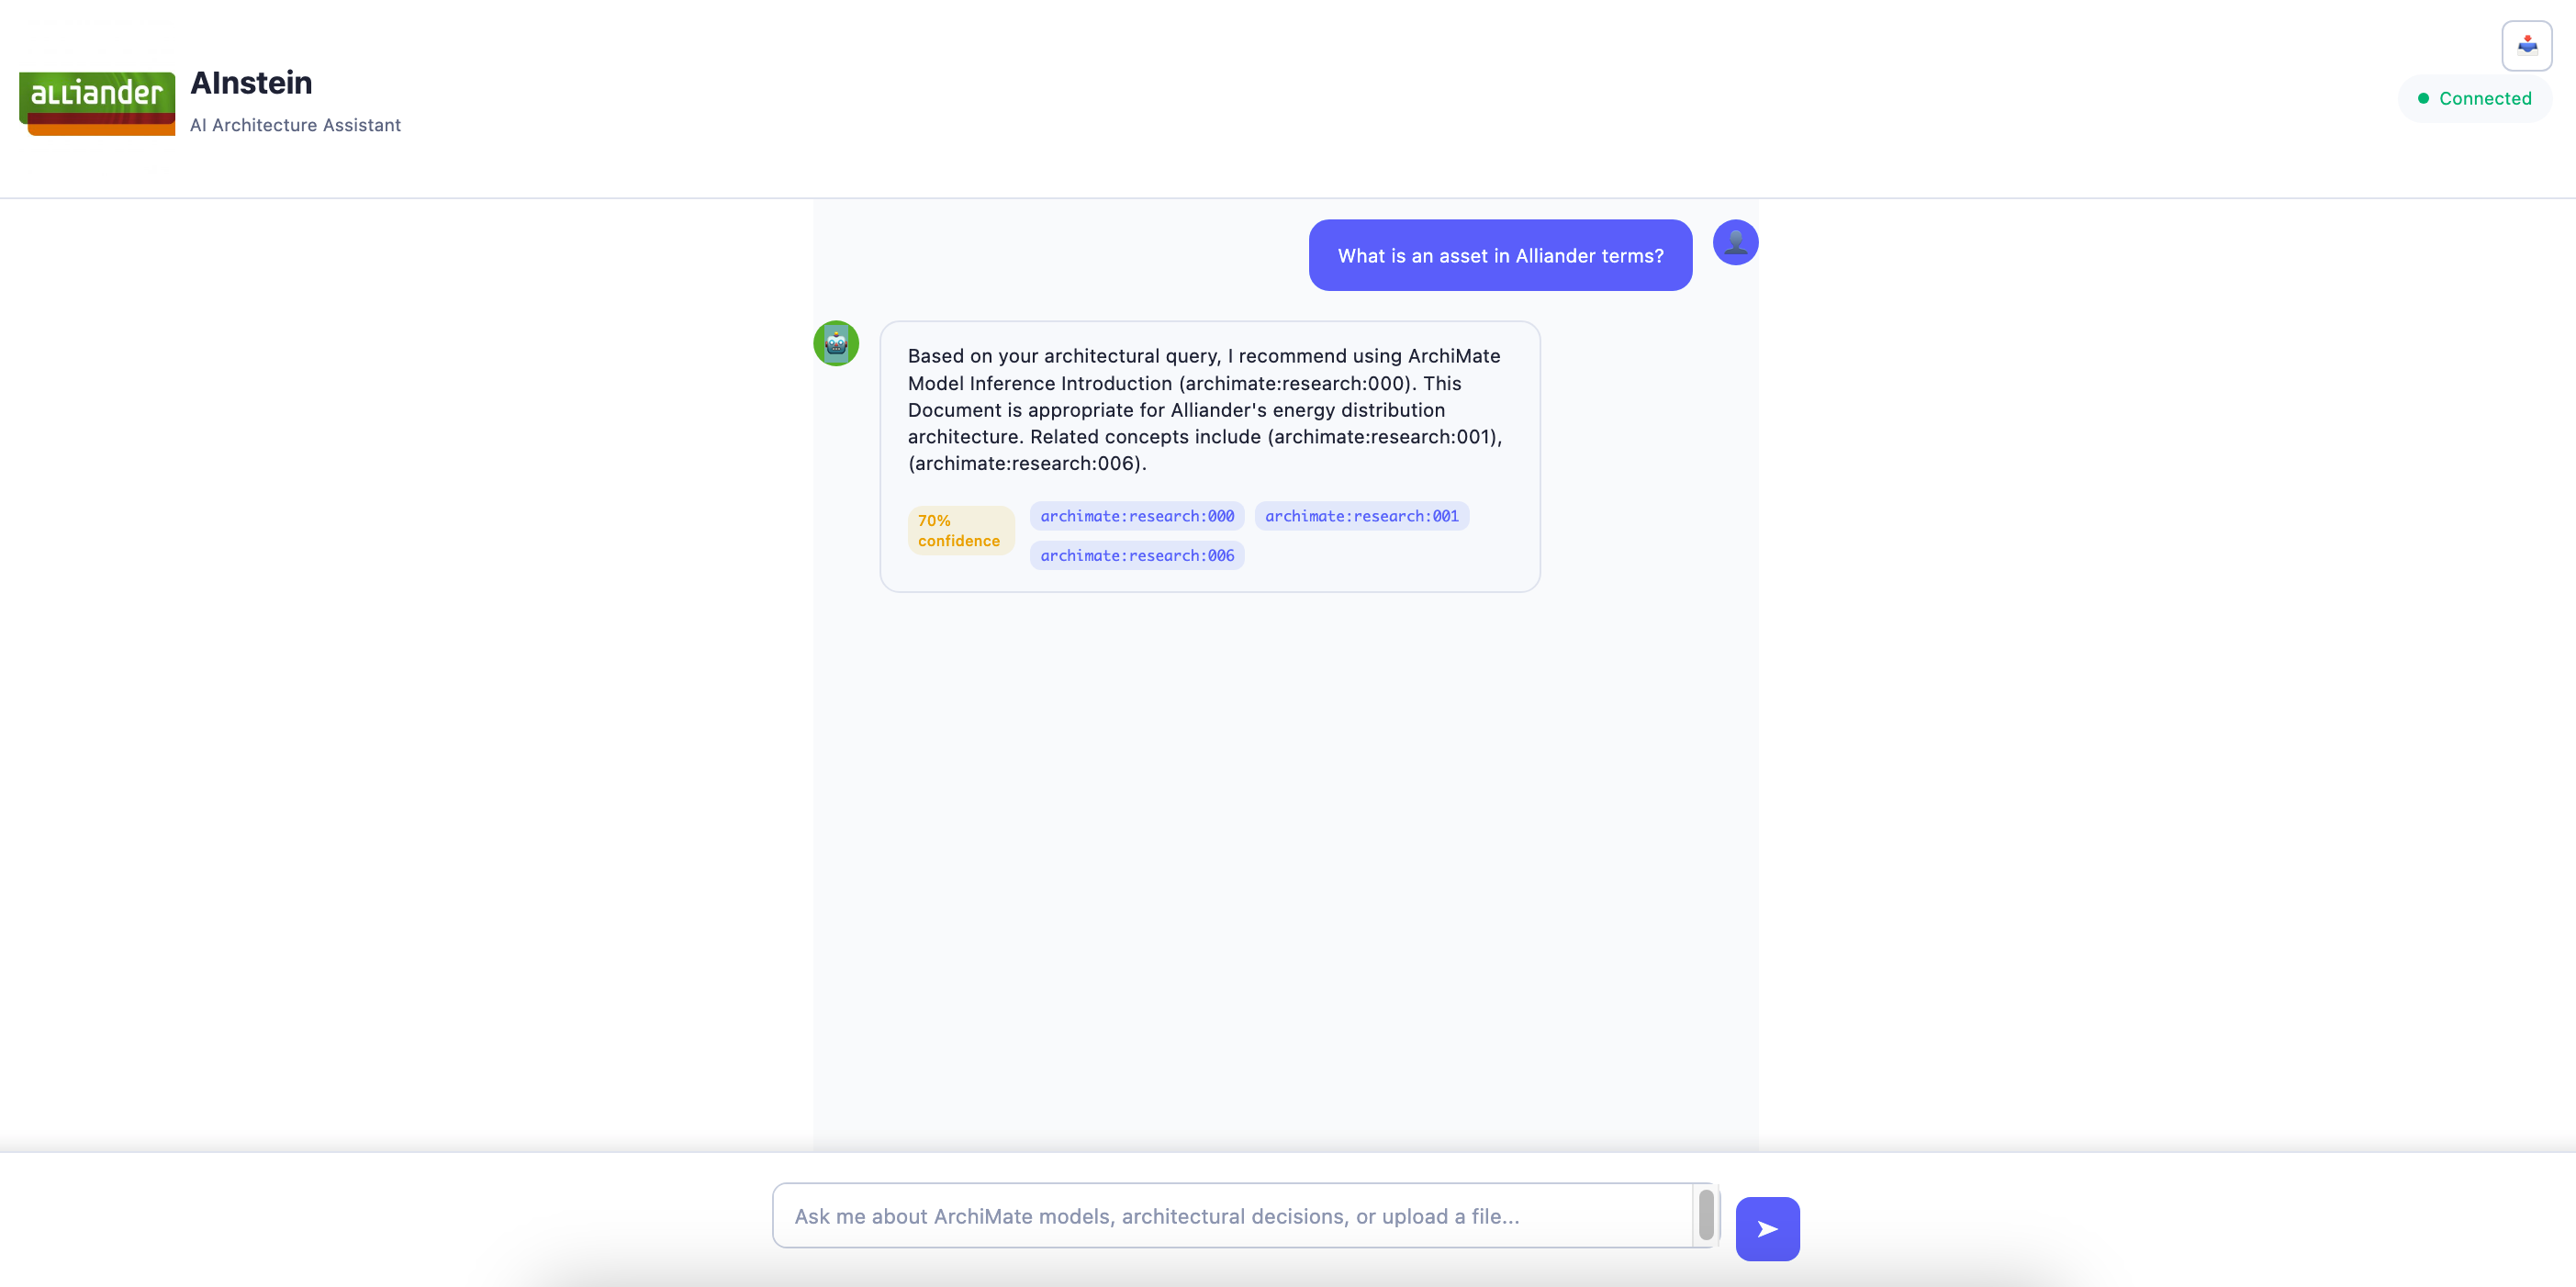 alliander
AInstein
AI Architecture Assistant
Connected
What is an asset in Alliander terms?
Based on your architectural query, I recommend using ArchiMate
Model Inference Introduction (archimate:research:000). This
Document is appropriate for Alliander's energy distribution
architecture. Related concepts include (archimate:research:001),
(archimate:research:006).
70%
confidence
archimate:research:000
archimate:research:001
archimate:research:006
Ask me about ArchiMate models, architectural decisions, or upload a file...